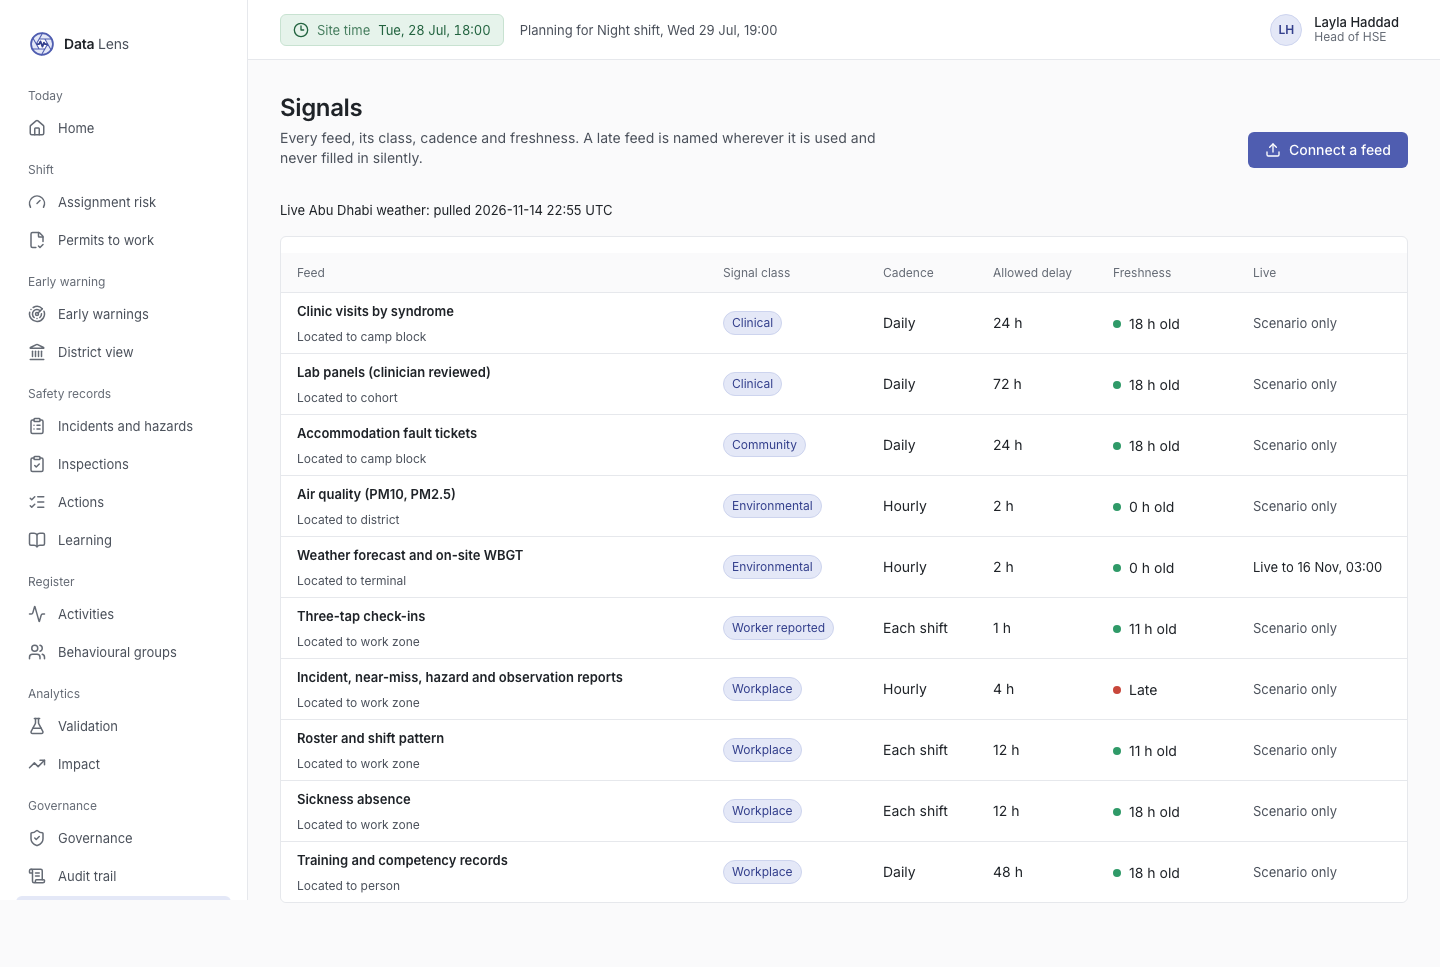 Data Lens
Site time Tue, 28 Jul, 18:00
Planning for Night shift, Wed 29 Jul, 19:00
LH
Layla Haddad
Head of HSE
Today
Home
Shift
Assignment risk
Permits to work
Early warning
Early warnings
District view
Safety records
Incidents and hazards
Inspections
Actions
Learning
Register
Activities
Behavioural groups
Analytics
Validation
Impact
Governance
Governance
Audit trail
Signals
Every feed, its class, cadence and freshness. A late feed is named wherever it is used and
never filled in silently.
Connect a feed
Live Abu Dhabi weather: pulled 2026-11-14 22:55 UTC
Feed Signal class Cadence Allowed delay Freshness Live
Clinic visits by syndrome
Located to camp block
Clinical Daily 24 h 18 h old Scenario only
Lab panels (clinician reviewed)
Located to cohort
Clinical Daily 72 h 18 h old Scenario only
Accommodation fault tickets
Located to camp block
Community Daily 24 h 18 h old Scenario only
Air quality (PM10, PM2.5)
Located to district
Environmental Hourly 2 h 0 h old Scenario only
Weather forecast and on-site WBGT
Located to terminal
Environmental Hourly 2 h 0 h old Live to 16 Nov, 03:00
Three-tap check-ins
Located to work zone
Worker reported Each shift 1 h 11 h old Scenario only
Incident, near-miss, hazard and observation reports
Located to work zone
Workplace Hourly 4 h Late Scenario only
Roster and shift pattern
Located to work zone
Workplace Each shift 12 h 11 h old Scenario only
Sickness absence
Located to work zone
Workplace Each shift 12 h 18 h old Scenario only
Training and competency records
Located to person
Workplace Daily 48 h 18 h old Scenario only